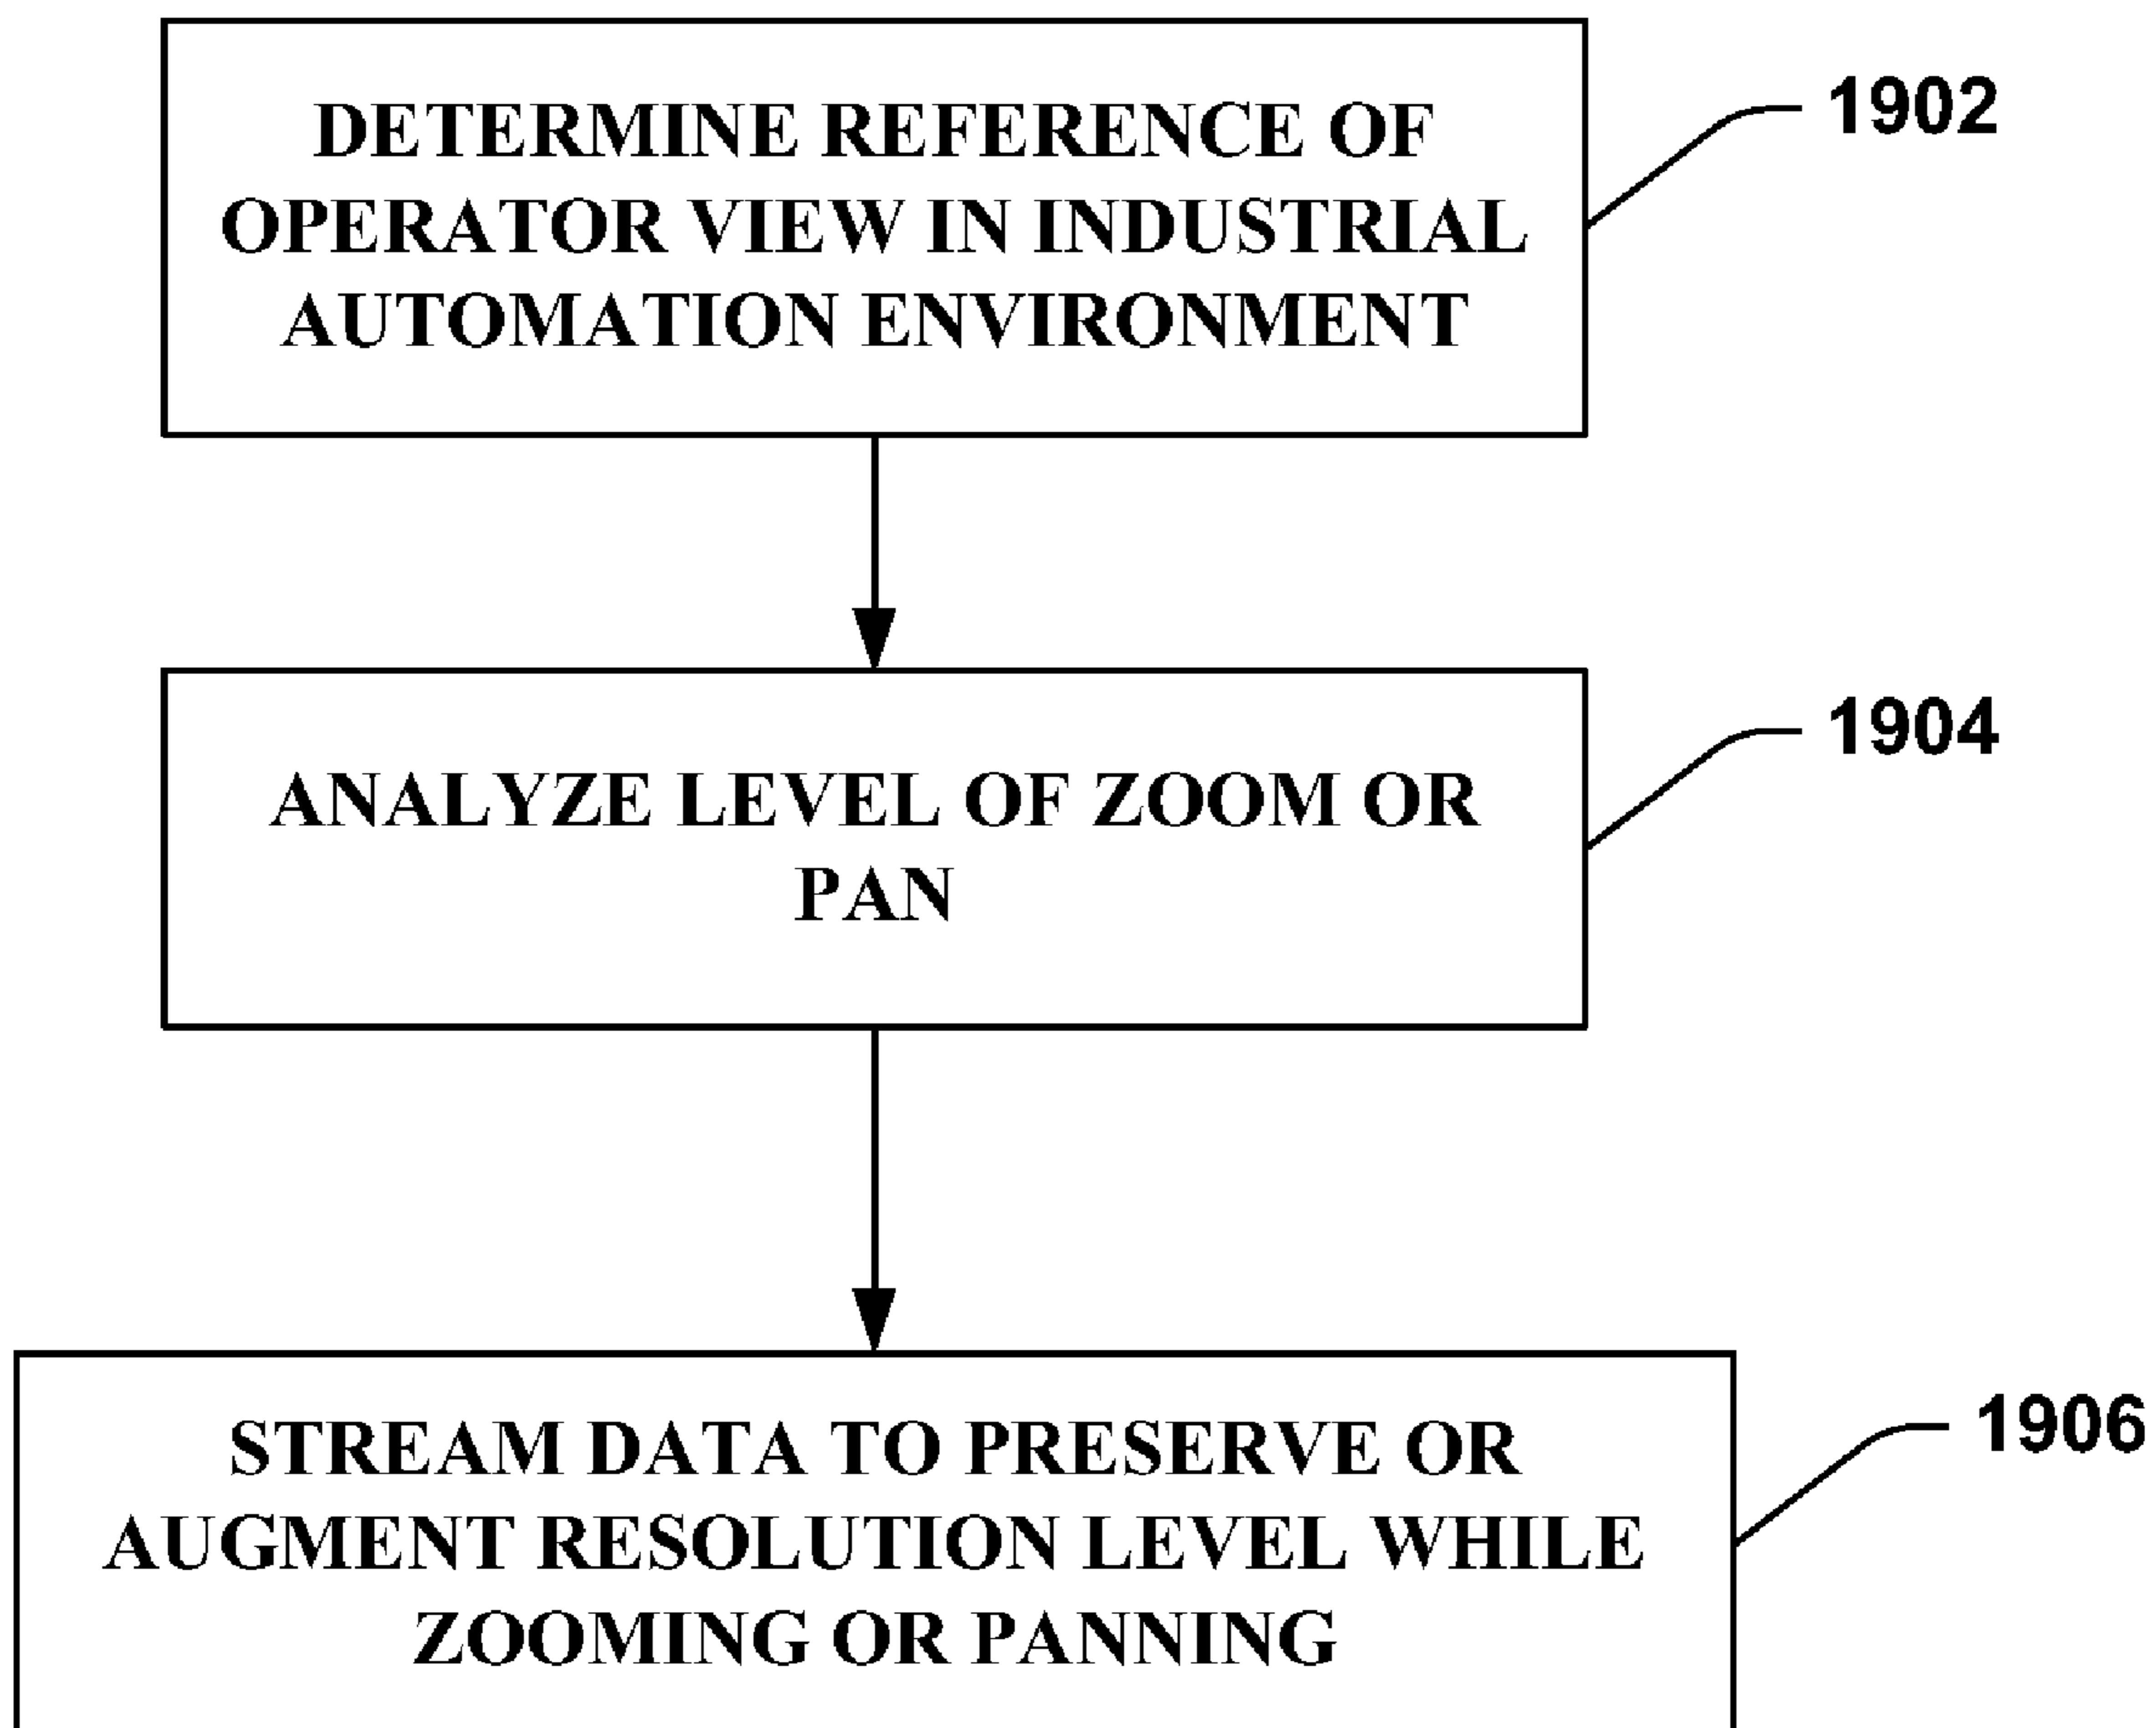 DETERMINE REFERENCE OF
OPERATOR VIEW IN INDUSTRIAL
AUTOMATION ENVIRONMENT
1902
ANALYZE LEVEL OF ZOOM OR
PAN
1904
STREAM DATA TO PRESERVE OR
AUGMENT RESOLUTION LEVEL WHILE
ZOOMING OR PANNING
1906